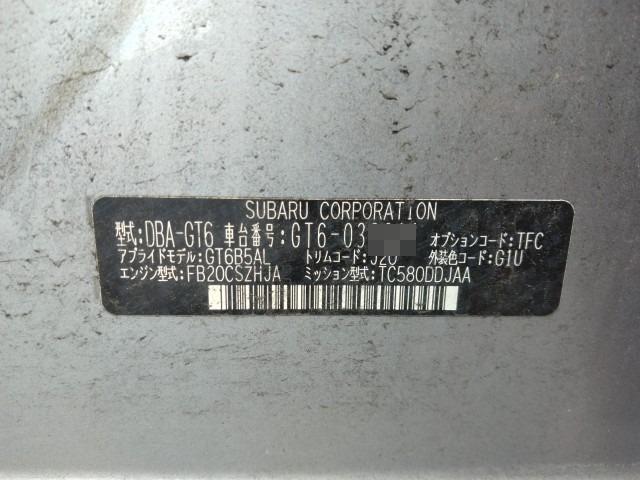 SUBARU CORPORATION
型式:DBA-GT6 車台番号:GT6-03 オプションコード:TFC
アプライドモデル:GT6B5AL トリムコード:J20 外装色コード:G1U
エンジン型式:FB20CSZHJA ミッション型式:TC580DDJAA